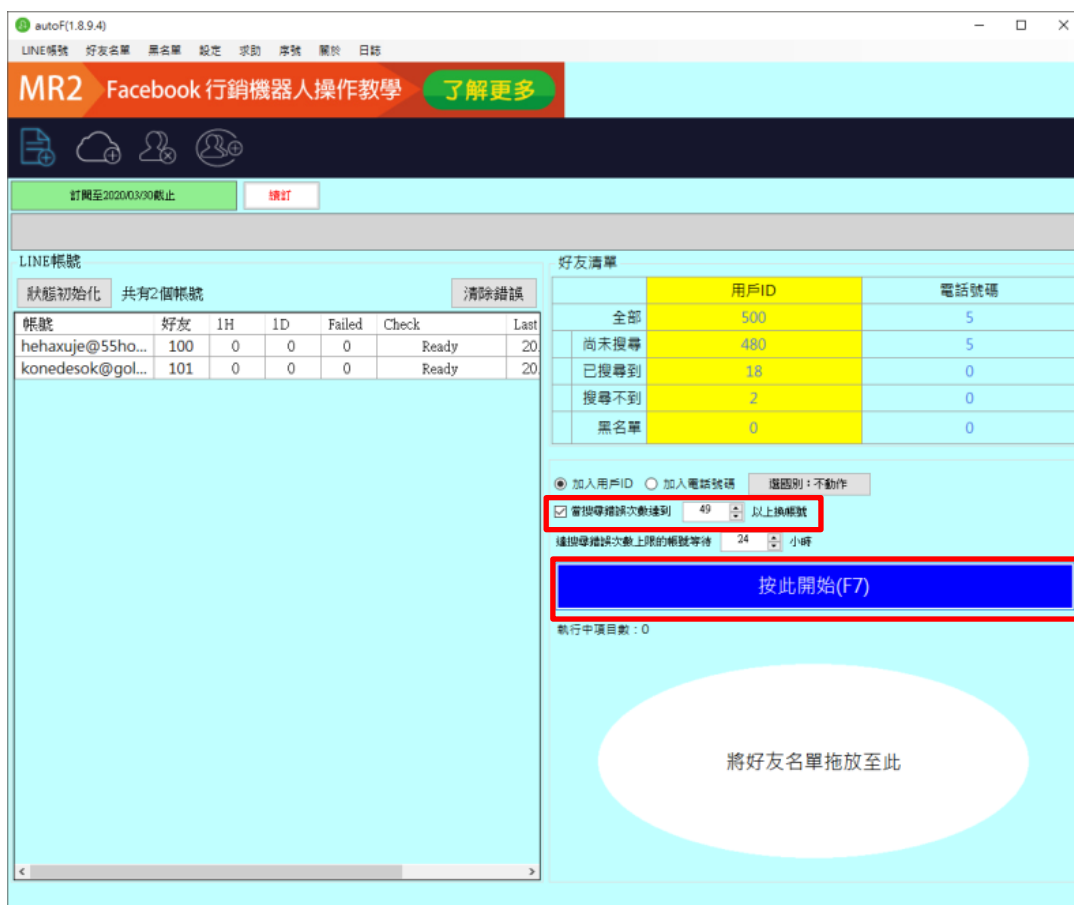 autoF(1.8.9.4)
LINE帳號 好友名單 黑名單 設定 求助 序號 關於 日誌
MR2 Facebook 行銷機器人操作教學 了解更多
訂閱至2020/03/30截止 續訂
LINE帳號
狀態初始化 共有2個帳號 清除錯誤
帳號 好友 1H 1D Failed Check Last
hehaxuje@55ho... 100 0 0 0 Ready 20
konedesok@gol... 101 0 0 0 Ready 20
好友清單
用戶ID 電話號碼
全部 500 5
尚未搜尋 480 5
已搜尋到 18 0
搜尋不到 2 0
黑名單 0 0
加入用戶ID 加入電話號碼 選國別：不動作
當搜尋錯誤次數達到 49 以上換帳號
達搜尋錯誤次數上限的帳號等待 24 小時
按此開始(F7)
執行中項目數：0
將好友名單拖放至此